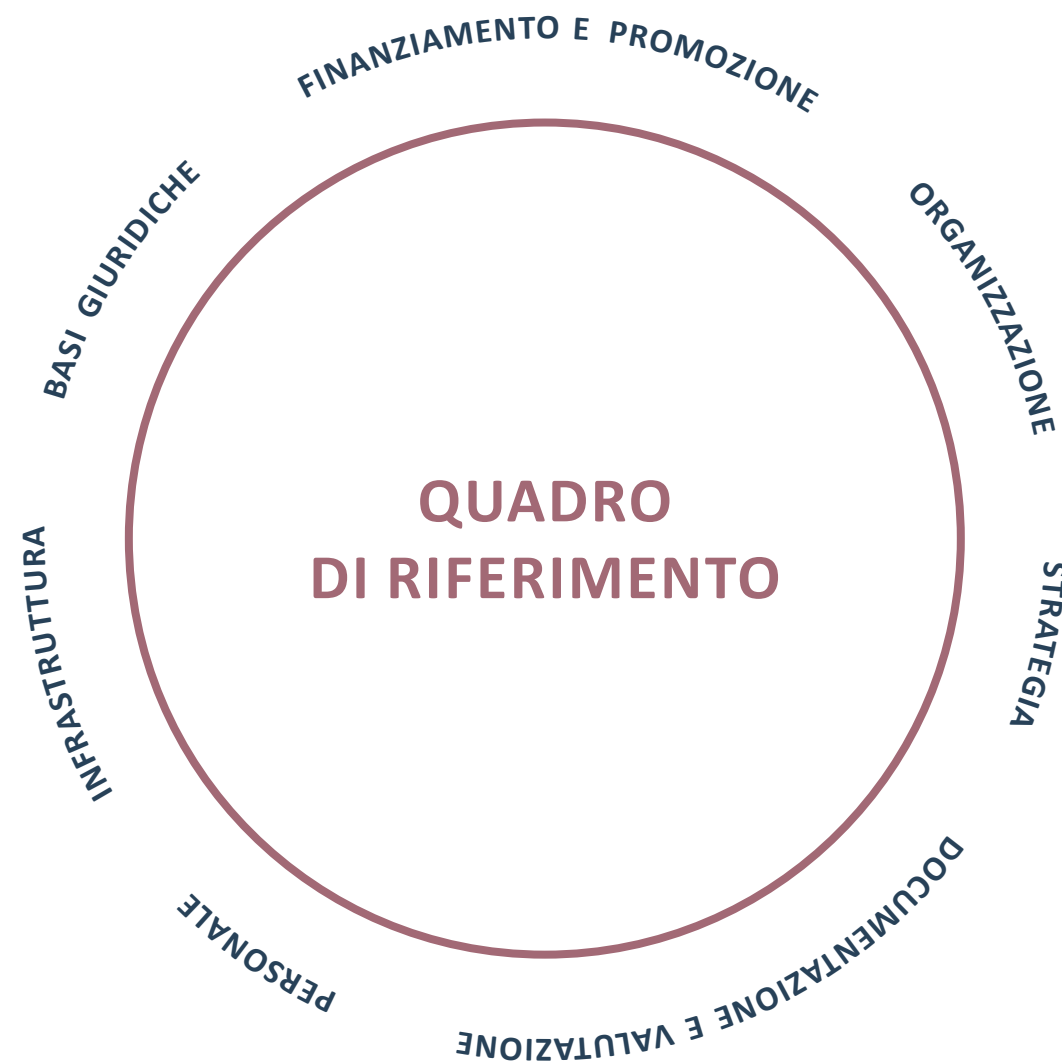 FINANZIAMENTO E PROMOZIONE
ORGANIZZAZIONE
STRATEGIA
DOCUMENTAZIONE E VALUTAZIONE
PERSONALE
INFRASTRUTTURA
BASI GIURIDICHE
QUADRO
DI RIFERIMENTO